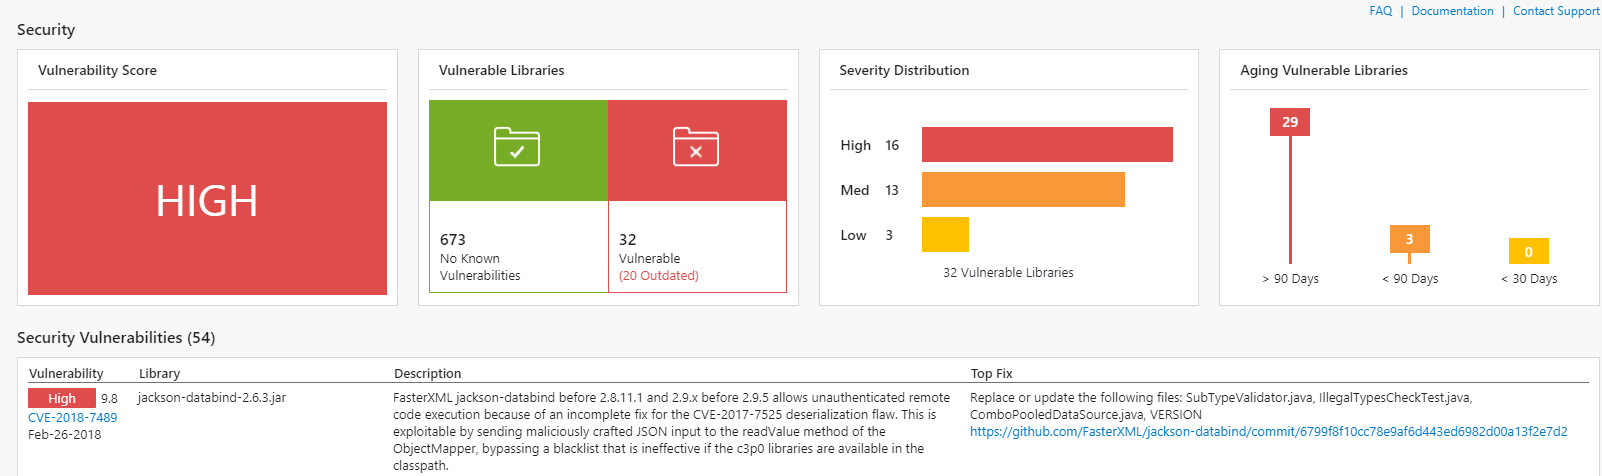 FAQ | Documentation | Contact Support
Security
Vulnerability Score
HIGH
Vulnerable Libraries
673
No Known
Vulnerabilities
32
Vulnerable
(20 Outdated)
Severity Distribution
High 16
Med 13
Low 3
32 Vulnerable Libraries
Aging Vulnerable Libraries
29
3
0
> 90 Days
< 90 Days
< 30 Days
Security Vulnerabilities (54)
Vulnerability Library Description Top Fix
High 9.8
CVE-2018-7489
Feb-26-2018
jackson-databind-2.6.3.jar
FasterXML jackson-databind before 2.8.11.1 and 2.9.x before 2.9.5 allows unauthenticated remote
code execution because of an incomplete fix for the CVE-2017-7525 deserialization flaw. This is
exploitable by sending maliciously crafted JSON input to the readValue method of the
ObjectMapper, bypassing a blacklist that is ineffective if the c3p0 libraries are available in the
classpath.
Replace or update the following files: SubTypeValidator.java, IllegalTypesCheckTest.java,
ComboPooledDataSource.java, VERSION
https://github.com/FasterXML/jackson-databind/commit/6799f8f10cc78e9af6d443ed6982d00a13f2e7d2